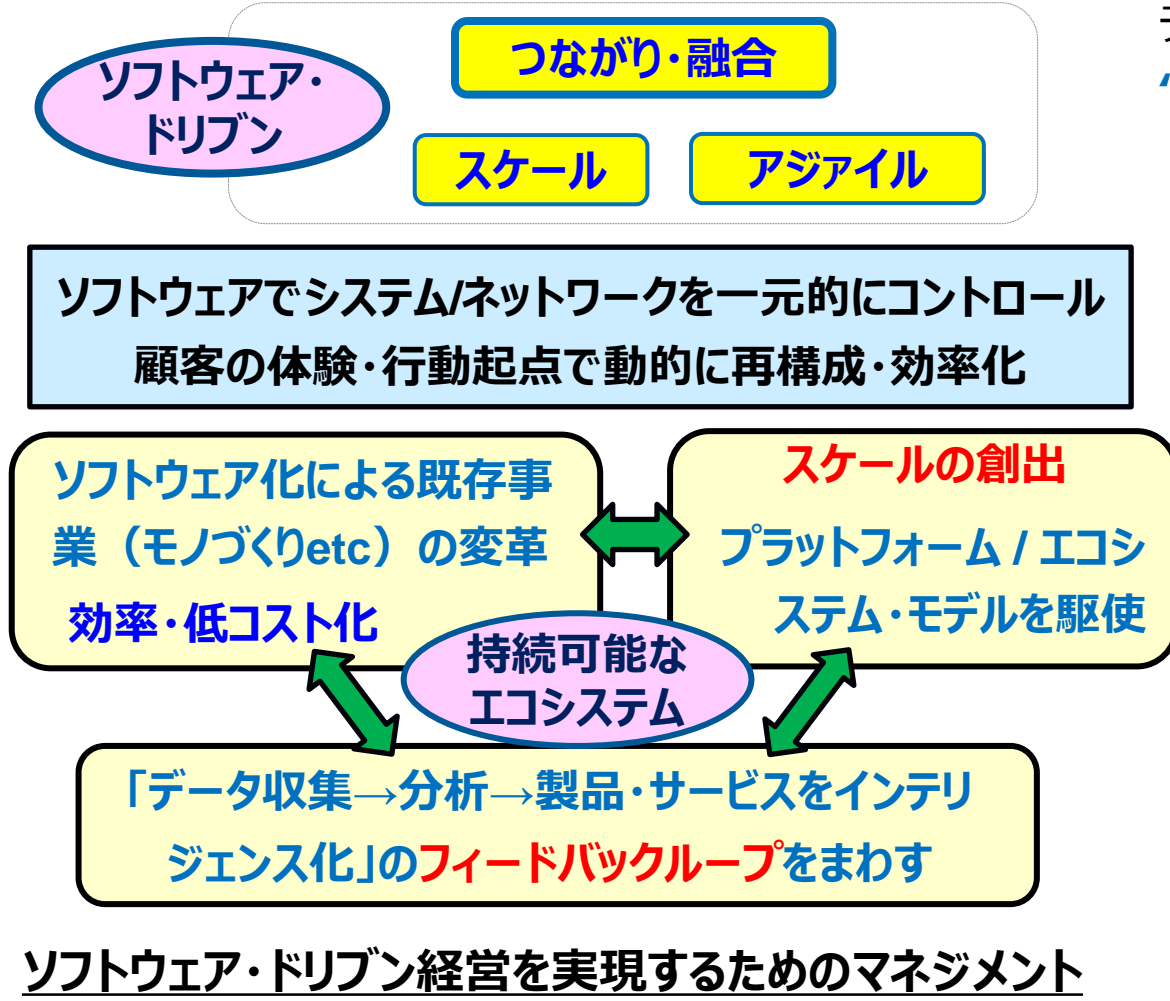 ソフトウェア・
ドリブン
つながり・融合
スケール
アジァイル
ソフトウェアでシステム/ネットワークを一元的にコントロール
顧客の体験・行動起点で動的に再構成・効率化
ソフトウェア化による既存事
業（モノづくりetc）の変革
効率・低コスト化
スケールの創出
プラットフォーム / エコシ
ステム・モデルを駆使
持続可能な
エコシステム
「データ収集→分析→製品・サービスをインテリ
ジェンス化」のフィードバックループをまわす
ソフトウェア・ドリブン経営を実現するためのマネジメント